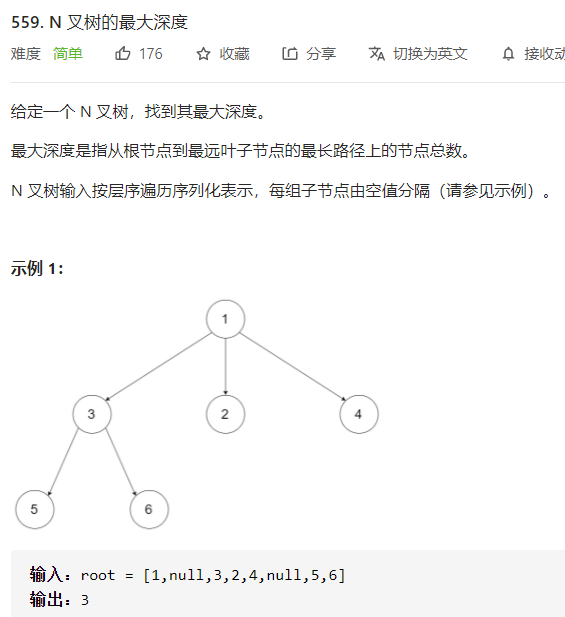 559. N 叉树的最大深度
难度 简单 176 收藏 分享 切换为英文 接收动
给定一个 N 叉树，找到其最大深度。
最大深度是指从根节点到最远叶子节点的最长路径上的节点总数。
N 叉树输入按层序遍历序列化表示，每组子节点由空值分隔（请参见示例）。
示例 1：
1
3 2 4
5 6
输入：root = [1,null,3,2,4,null,5,6]
输出：3